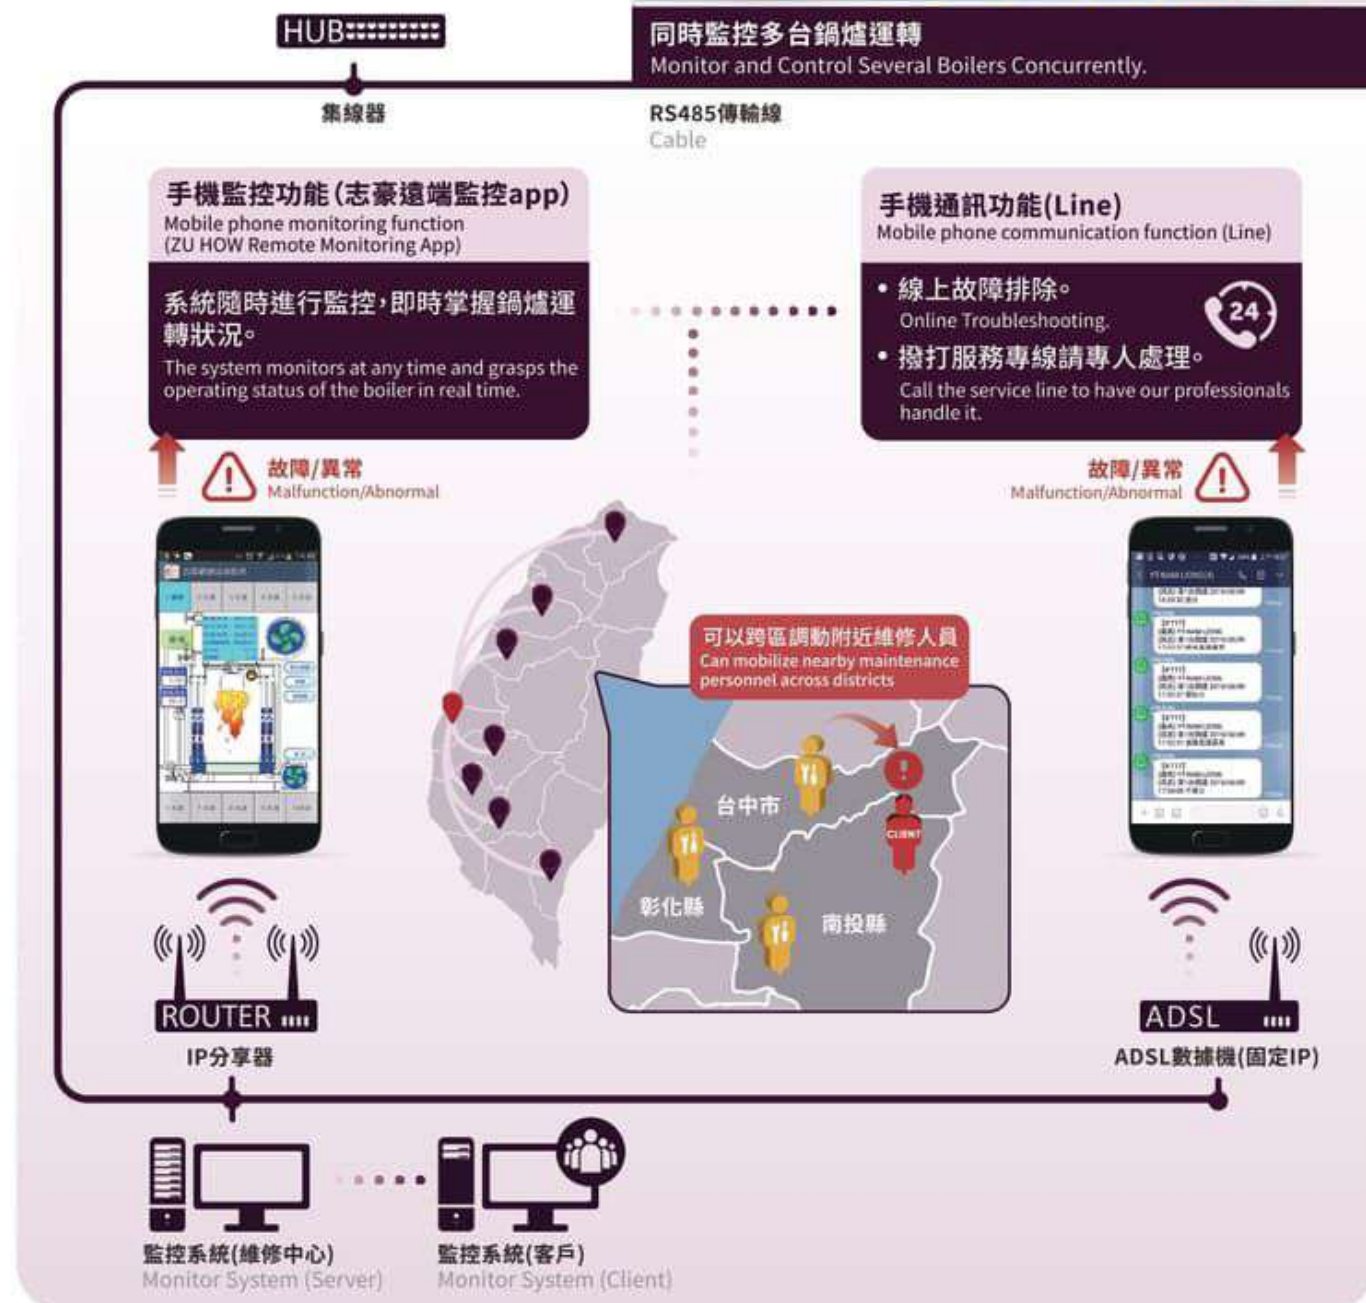 HUB
同時監控多台鍋爐運轉
Monitor and Control Several Boilers Concurrently.
集線器
RS485傳輸線
Cable
手機監控功能(志豪遠端監控app)
Mobile phone monitoring function
(ZU HOW Remote Monitoring App)
系統隨時進行監控,即時掌握鍋爐運
轉狀況。
The system monitors at any time and grasps the
operating status of the boiler in real time.
手機通訊功能(Line)
Mobile phone communication function (Line)
• 線上故障排除。
Online Troubleshooting.
24
• 撥打服務專線請專人處理。
Call the service line to have our professionals
handle it.
故障/異常
Malfunction/Abnormal
故障/異常
Malfunction/Abnormal
可以跨區調動附近維修人員
Can mobilize nearby maintenance
personnel across districts
台中市
CLIENT
彰化縣
南投縣
ROUTER
IP分享器
ADSL
ADSL數據機(固定IP)
監控系統(維修中心)
Monitor System (Server)
監控系統(客戶)
Monitor System (Client)